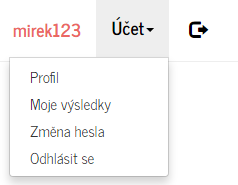 mirek123 Účet
Profil
Moje výsledky
Změna hesla
Odhlásit se